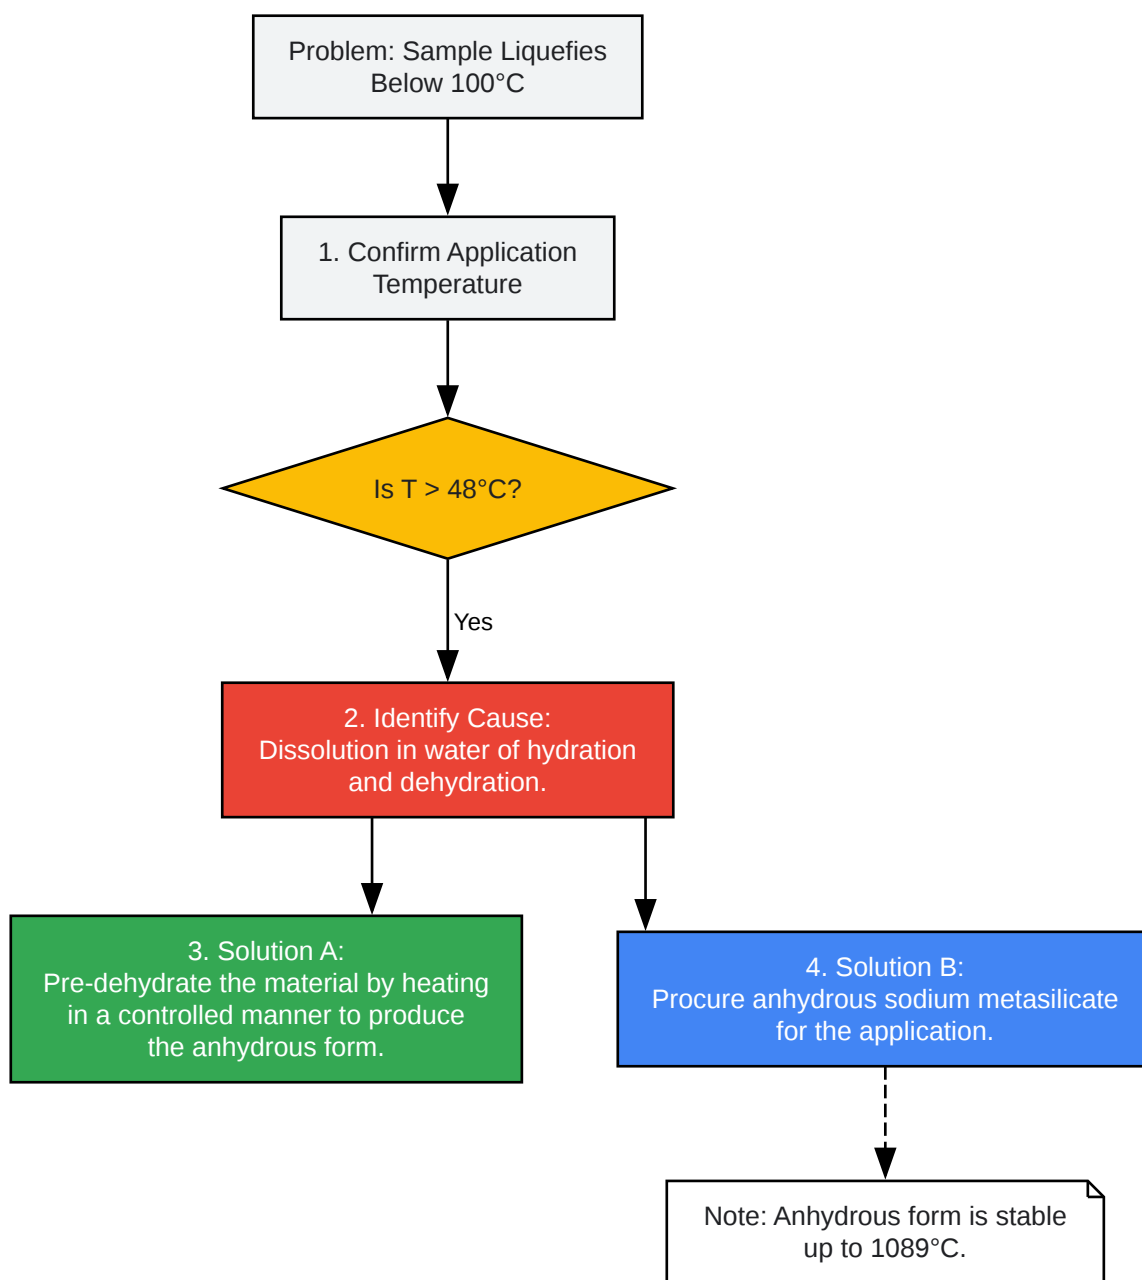 Problem: Sample Liquefies
Below 100°C
1. Confirm Application
Temperature
Is T > 48°C?
Yes
2. Identify Cause:
Dissolution in water of hydration
and dehydration.
3. Solution A:
Pre-dehydrate the material by heating
in a controlled manner to produce
the anhydrous form.
4. Solution B:
Procure anhydrous sodium metasilicate
for the application.
Note: Anhydrous form is stable
up to 1089°C.